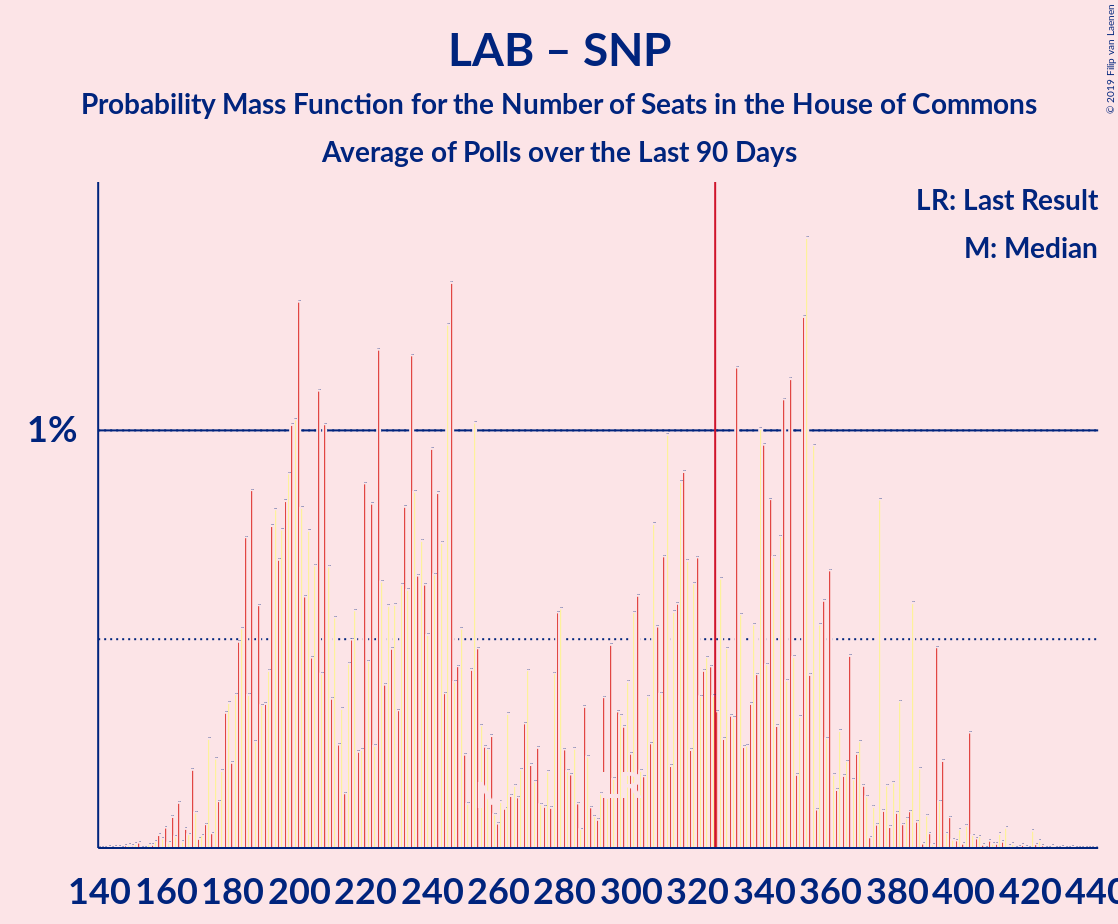 LAB – SNP
Probability Mass Function for the Number of Seats in the House of Commons
Average of Polls over the Last 90 Days
© 2019 Filip van Laenen
LR: Last Result
M: Median
1%
140 160 180 200 220 240 260 280 300 320 340 360 380 400 420 440